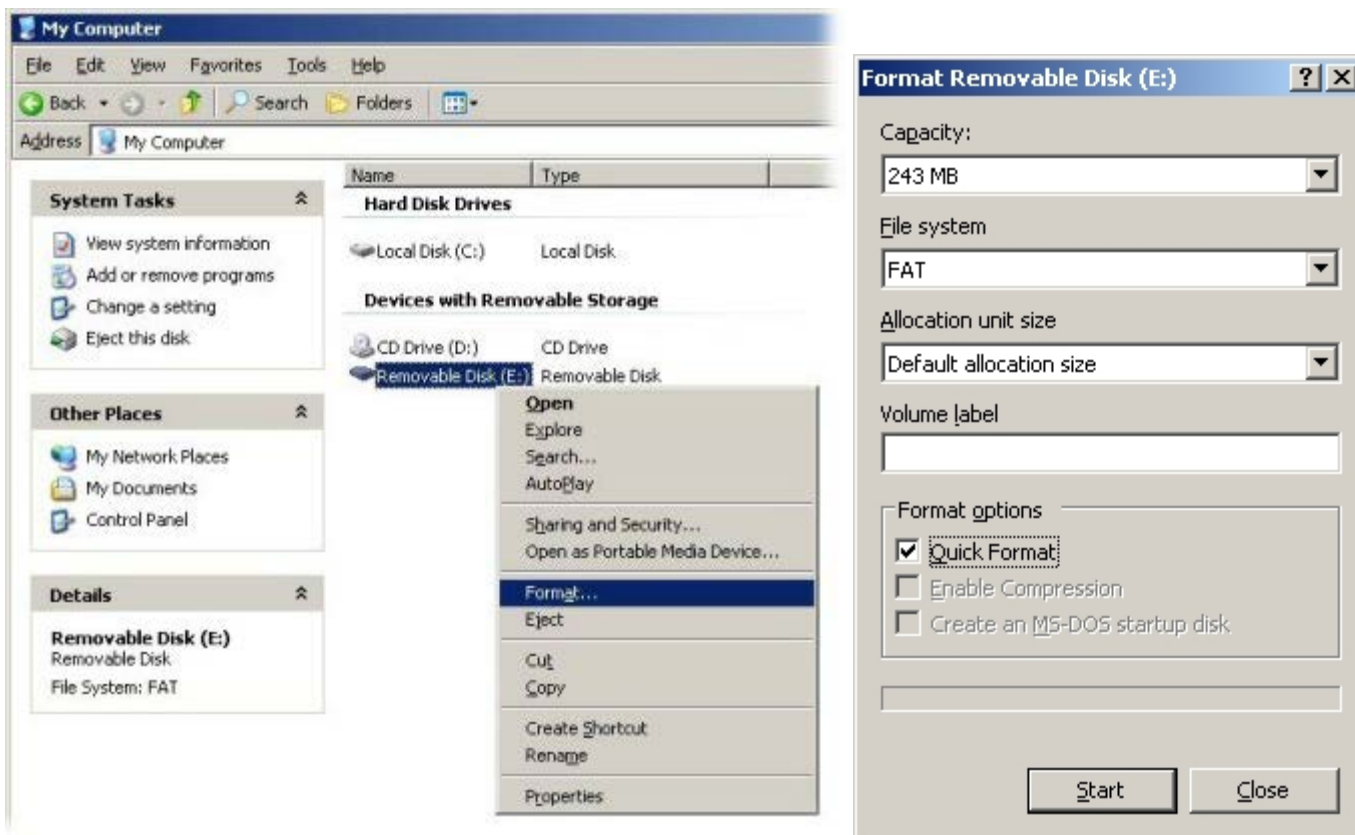 My Computer
File Edit View Favorites Tools Help
Back Search Folders
Address My Computer
System Tasks
View system information
Add or remove programs
Change a setting
Eject this disk
Other Places
My Network Places
My Documents
Control Panel
Details
Removable Disk (E:)
Removable Disk
File System: FAT
Name Type
Hard Disk Drives
Local Disk (C:) Local Disk
Devices with Removable Storage
CD Drive (D:) CD Drive
Removable Disk (E:) Removable Disk
Open
Explore
Search...
AutoPlay
Sharing and Security...
Open as Portable Media Device...
Format...
Eject
Cut
Copy
Create Shortcut
Rename
Properties
Format Removable Disk (E:)
Capacity:
243 MB
File system
FAT
Allocation unit size
Default allocation size
Volume label
Format options
Quick Format
Enable Compression
Create an MS-DOS startup disk
Start Close